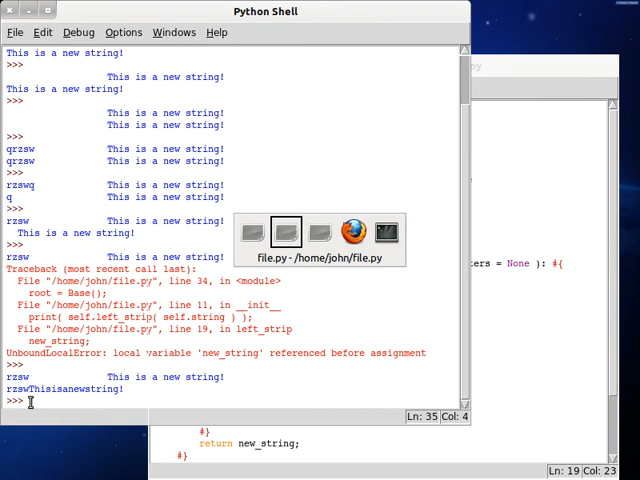 Python Shell
File Edit Debug Options Windows Help
This is a new string!
>>>
This is a new string!
This is a new string!
>>>
This is a new string!
This is a new string!
>>>
qrzsw This is a new string!
qrzsw This is a new string!
>>>
rzswq This is a new string!
q This is a new string!
>>>
rzsw This is a new string!
This is a new string!
>>>
rzsw This is a new string!
Traceback (most recent call last):
File "/home/john/file.py", line 34, in <module>
root = Base();
File "/home/john/file.py", line 11, in __init__
print( self.left_strip( self.string ) );
File "/home/john/file.py", line 19, in left_strip
new_string;
UnboundLocalError: local variable 'new_string' referenced before assignment
>>>
rzsw This is a new string!
rzswThisisanewstring!
>>>
Ln: 35 Col: 4
file.py - /home/john/file.py
py
ters = None ): #{
#}
return new_string;
#}
Ln: 19 Col: 23